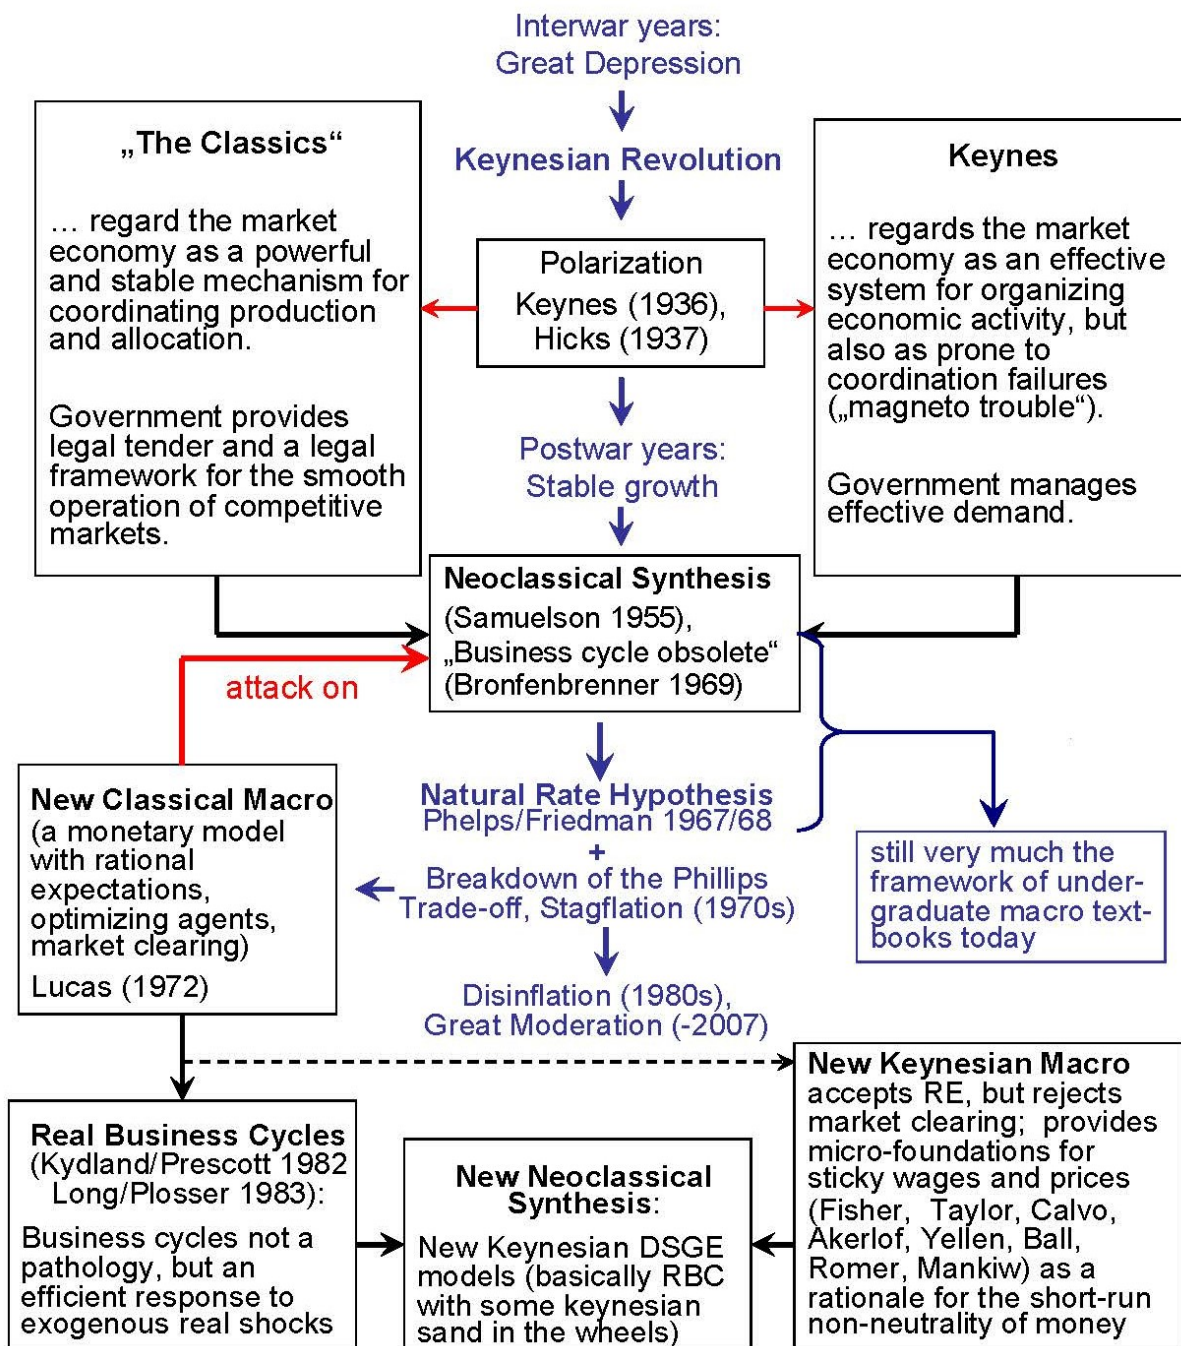 Interwar years:
Great Depression
Keynesian Revolution
„The Classics“
… regard the market
economy as a powerful
and stable mechanism for
coordinating production
and allocation.
Government provides
legal tender and a legal
framework for the smooth
operation of competitive
markets.
Polarization
Keynes (1936),
Hicks (1937)
Keynes
… regards the market
economy as an effective
system for organizing
economic activity, but
also as prone to
coordination failures
(„magneto trouble“).
Government manages
effective demand.
Postwar years:
Stable growth
Neoclassical Synthesis
(Samuelson 1955),
„Business cycle obsolete“
(Bronfenbrenner 1969)
attack on
New Classical Macro
(a monetary model
with rational
expectations,
optimizing agents,
market clearing)
Lucas (1972)
Natural Rate Hypothesis
Phelps/Friedman 1967/68
+
Breakdown of the Phillips
Trade-off, Stagflation (1970s)
still very much the
framework of under-
graduate macro text-
books today
Disinflation (1980s),
Great Moderation (-2007)
Real Business Cycles
(Kydland/Prescott 1982
Long/Plosser 1983):
Business cycles not a
pathology, but an
efficient response to
exogenous real shocks
New Neoclassical
Synthesis:
New Keynesian DSGE
models (basically RBC
with some keynesian
sand in the wheels)
New Keynesian Macro
accepts RE, but rejects
market clearing; provides
micro-foundations for
sticky wages and prices
(Fisher, Taylor, Calvo,
Akerlof, Yellen, Ball,
Romer, Mankiw) as a
rationale for the short-run
non-neutrality of money